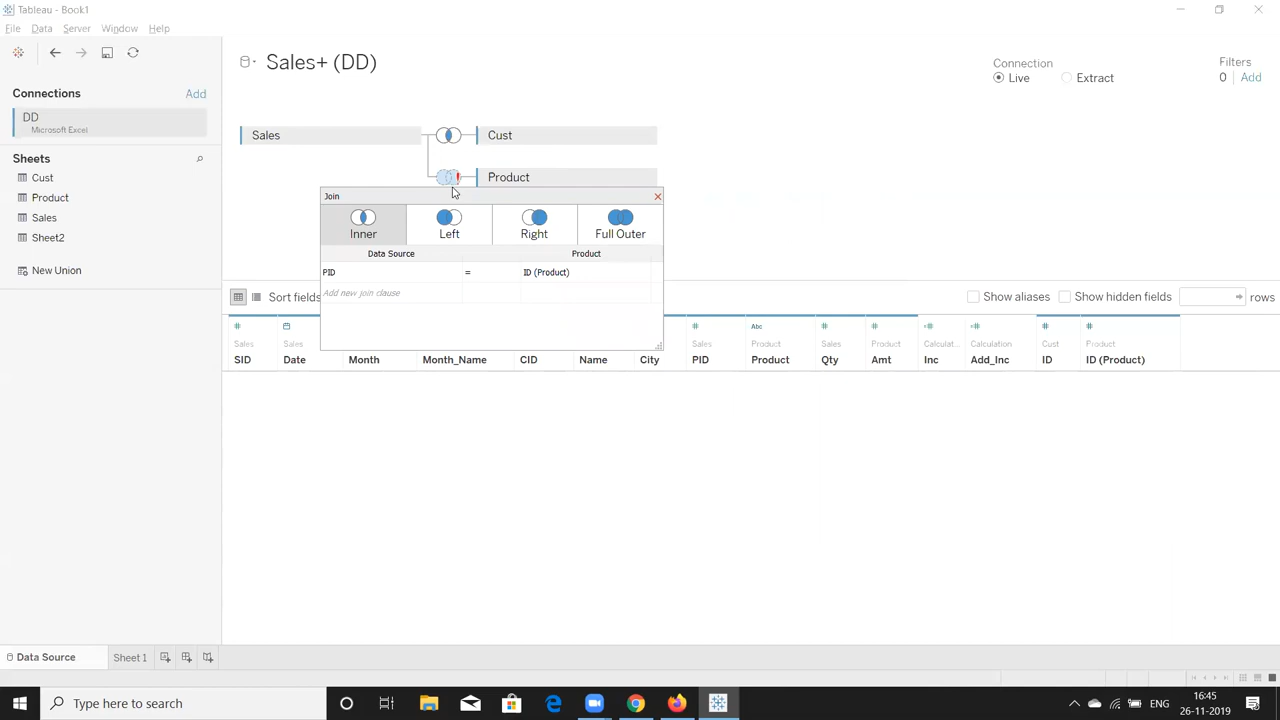 Tableau - Book1
File Data Server Window Help
Sales+ (DD)
Connection
Live Extract
Filters
0 Add
Connections Add
DD
Microsoft Excel
Sheets
Cust
Product
Sales
Sheet2
New Union
Sales Cust
Product
Join
Inner Left Right Full Outer
Data Source Product
PID = ID (Product)
Add new join clause
Sort fields Show aliases Show hidden fields rows
Abc
Sales Sales Sales Product Sales Product Calculat... Calculation Cust Product
SID Date Month Month_Name CID Name City PID Product Qty Amt Inc Add_Inc ID ID (Product)
Data Source Sheet 1
Type here to search
ENG
16:45
26-11-2019